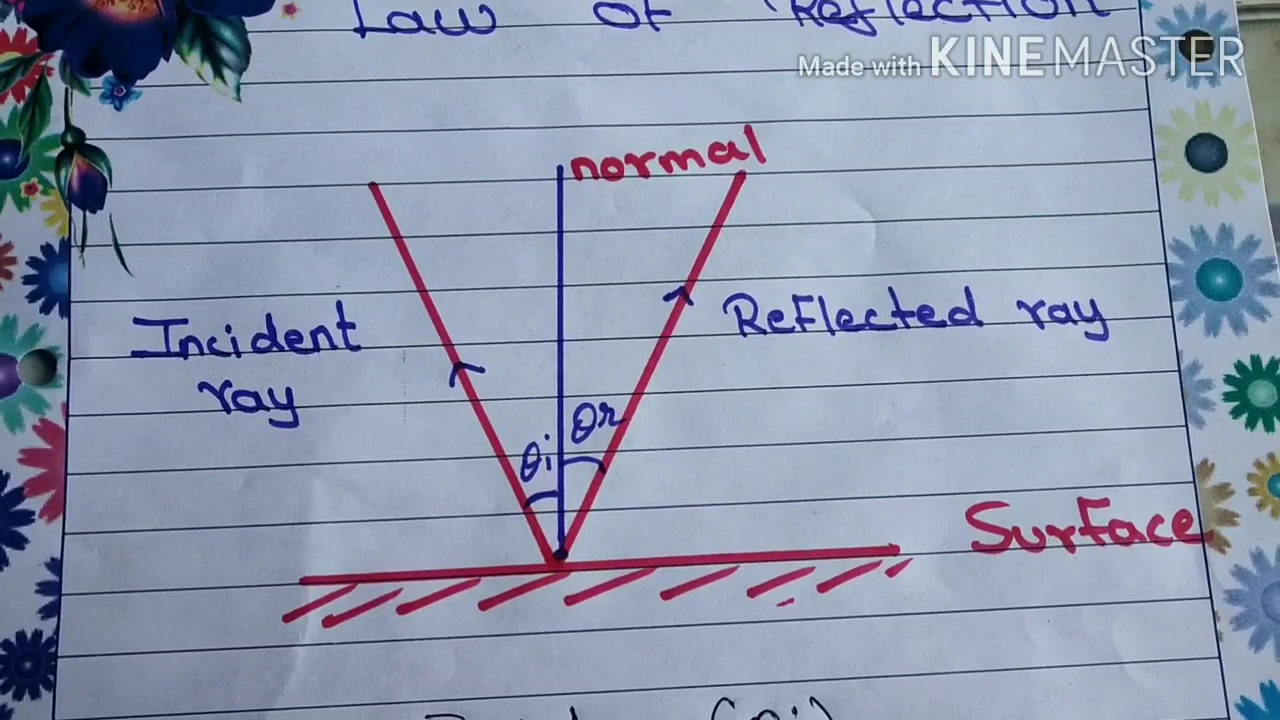 Law of Reflection
Made with KINEMASTER
normal
Incident
ray
Reflected ray
θi
θr
Surface